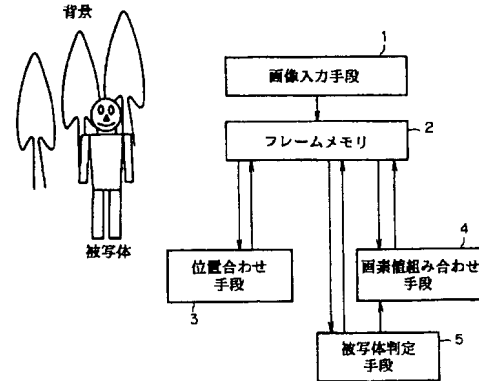 背景
被写体
1
画像入力手段
2
フレームメモリ
位置合わせ
手段
3
4
画素値組み合わせ
手段
5
被写体判定
手段